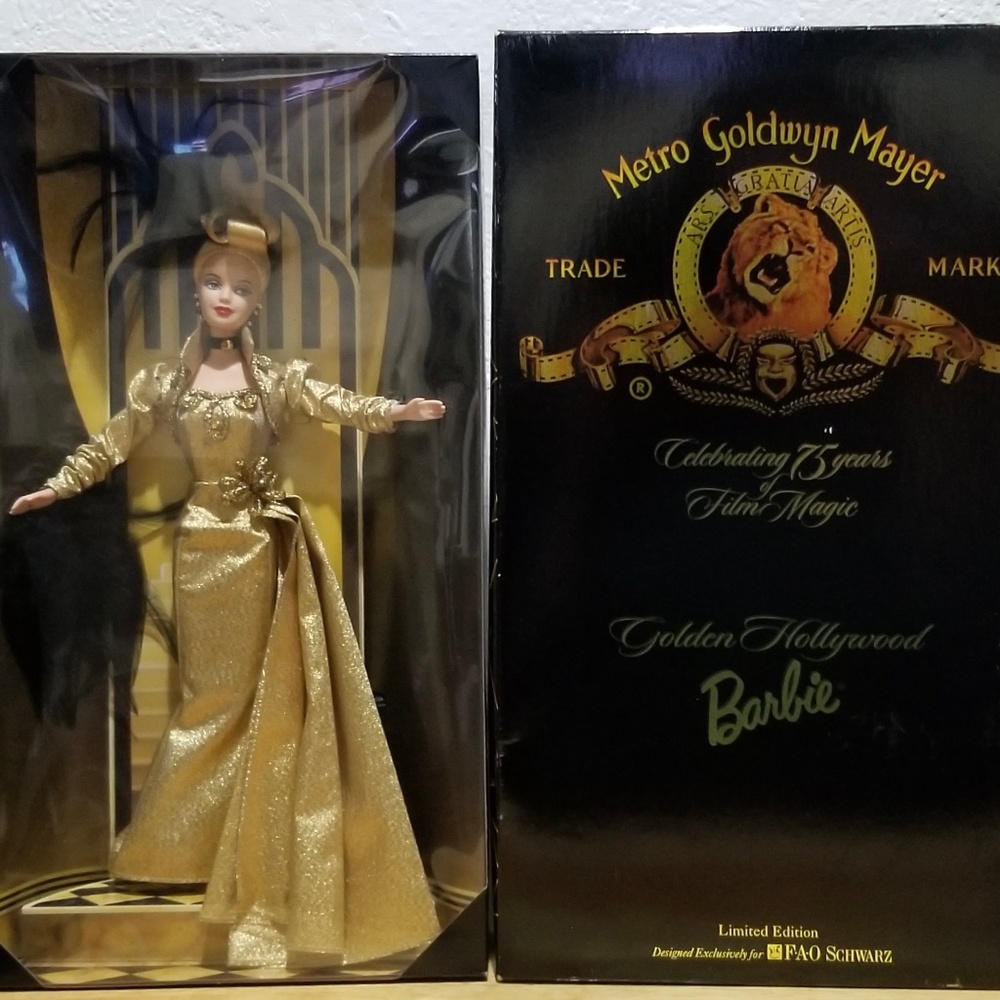 Metro Goldwyn Mayer
ARS GRATIA ARTIS
TRADE MARK
®
Celebrating 75 years
of
Film Magic
Golden Hollywood
Barbie
Limited Edition
Designed Exclusively for F·A·O SCHWARZ